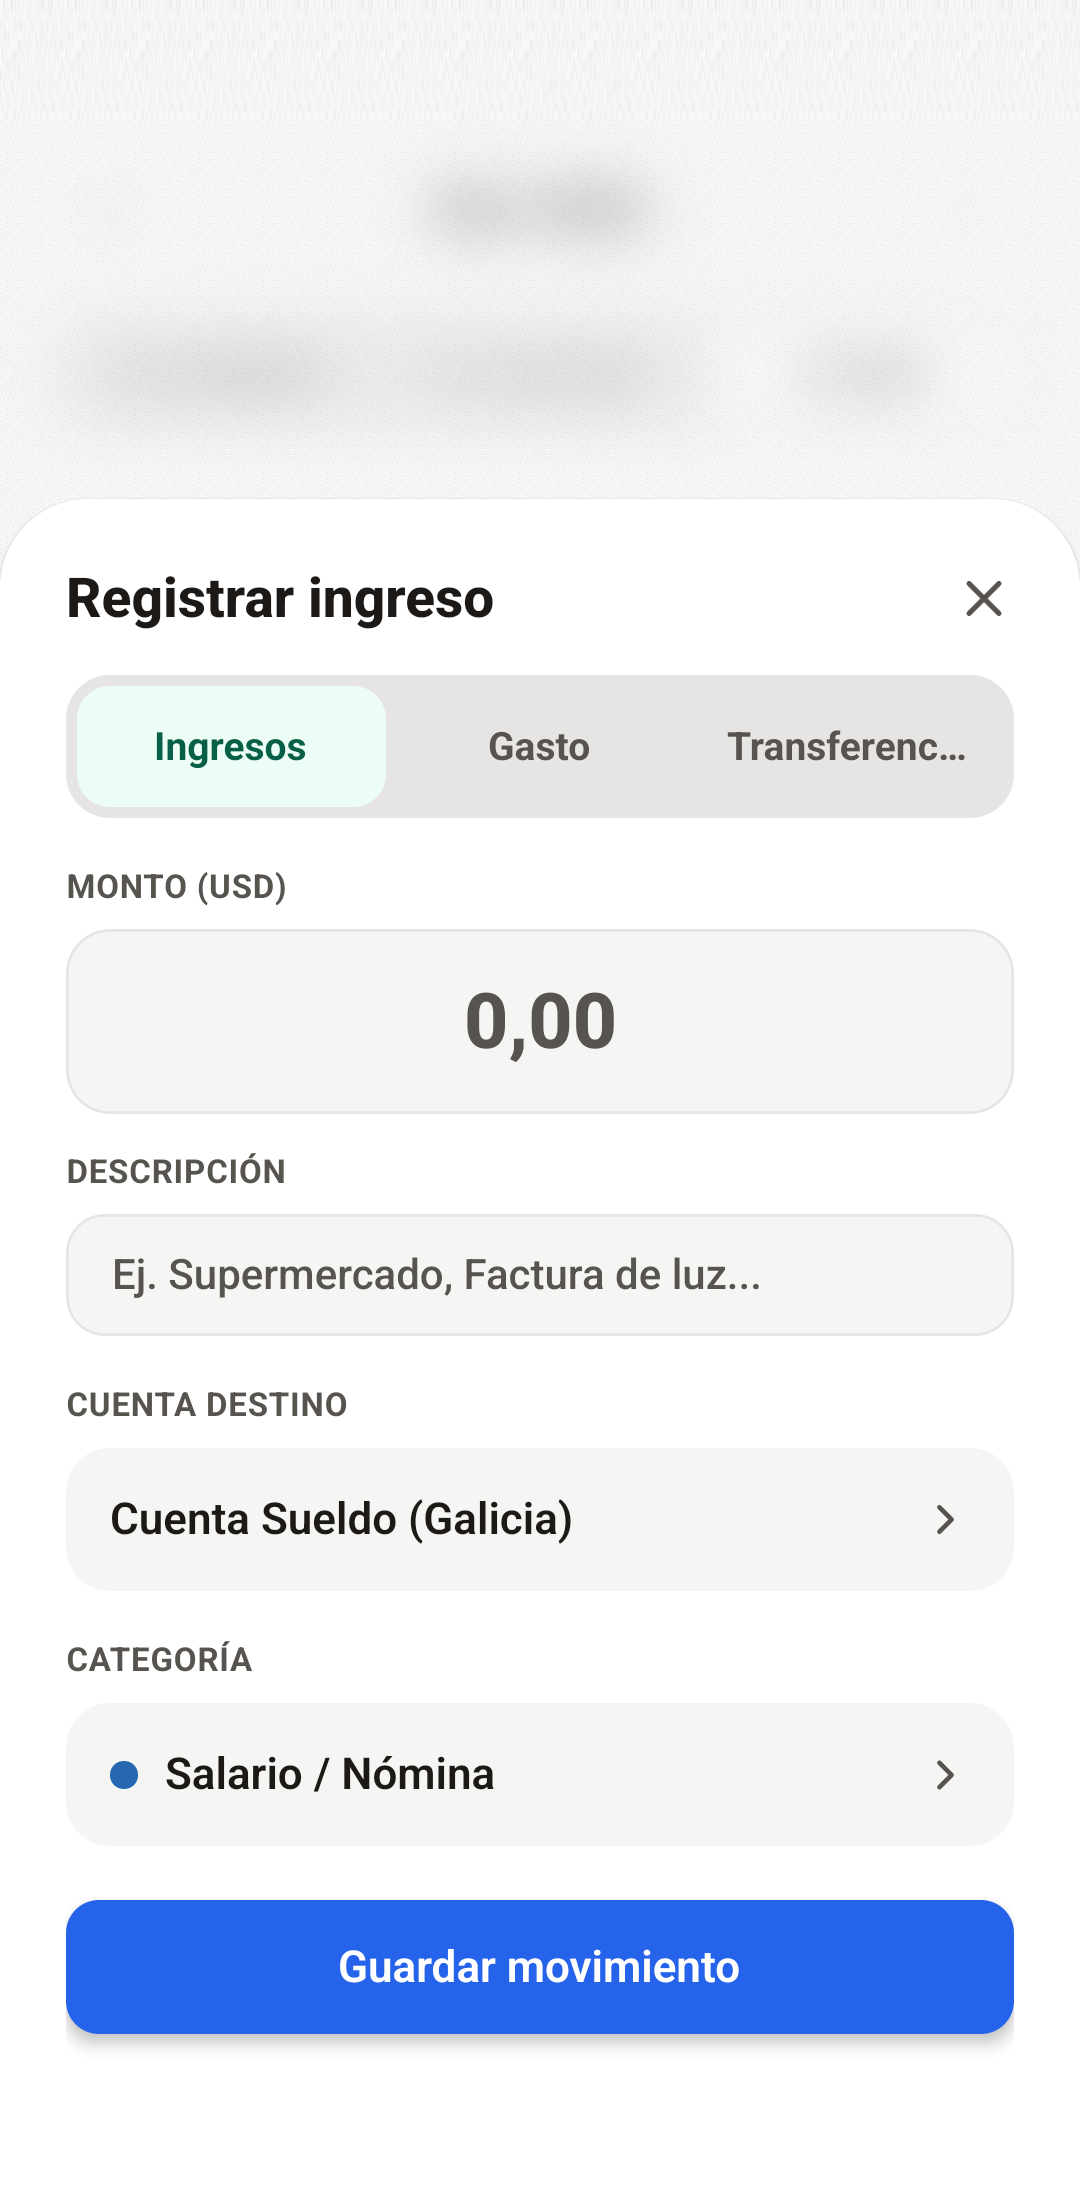 Registrar ingreso
Ingresos
Gasto
Transferenc...
MONTO (USD)
0,00
DESCRIPCIÓN
Ej. Supermercado, Factura de luz...
CUENTA DESTINO
Cuenta Sueldo (Galicia)
CATEGORÍA
Salario / Nómina
Guardar movimiento